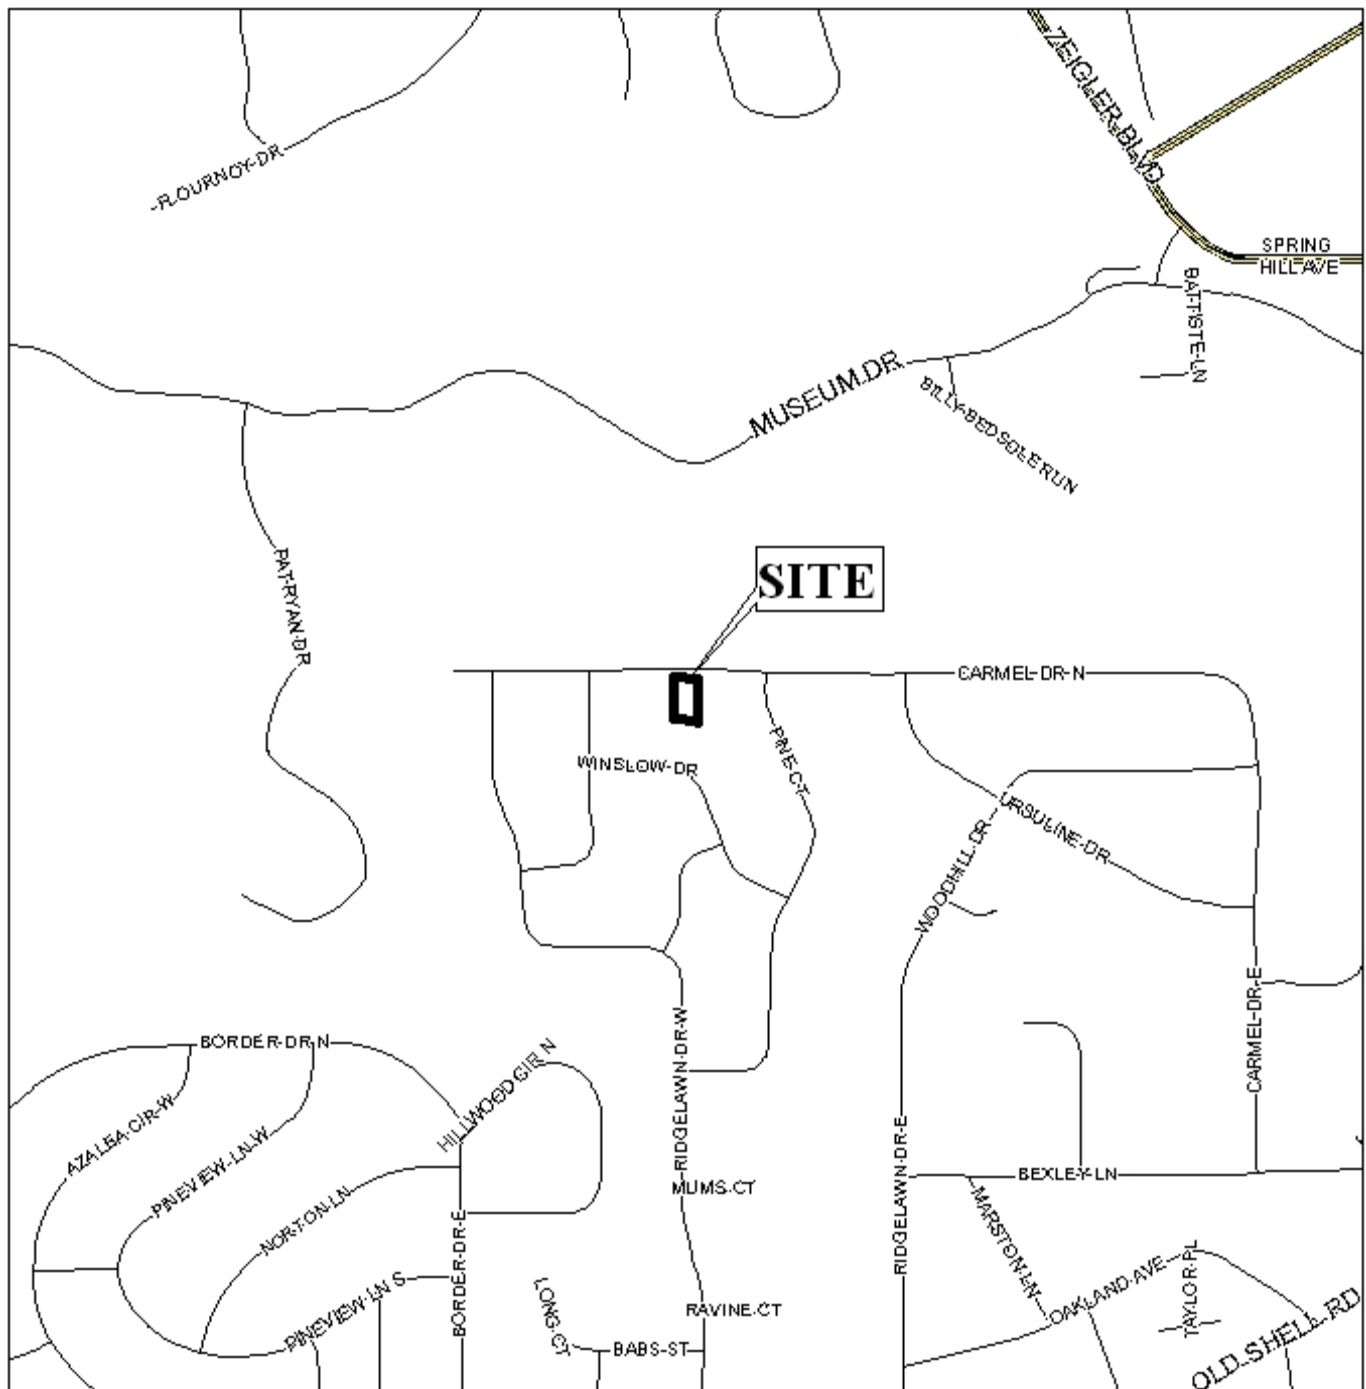 ZEIGLER BLVD
FLOURNOY DR
SPRING
HILL AVE
BATTISTE LN
MUSEUM DR
BILLY BEDSOLE RUN
PAT RYAN DR
SITE
CARMEL DR N
PINE CT
WINSLOW DR
URSULINE DR
WOODHILL DR
CARMEL DR E
BORDER DR N
HILLWOOD CIR N
RIDGELAWN DR W
AZALEA CIR W
PINEVIEW LN W
RIDGELAWN DR E
BEXLEY LN
MUMS CT
NORTON LN
MARSTON LN
BORDER DR E
OAKLAND AVE
TAYLOR PL
PINEVIEW LN S
LONG CT
RAVINE CT
BABS ST
OLD SHELL RD